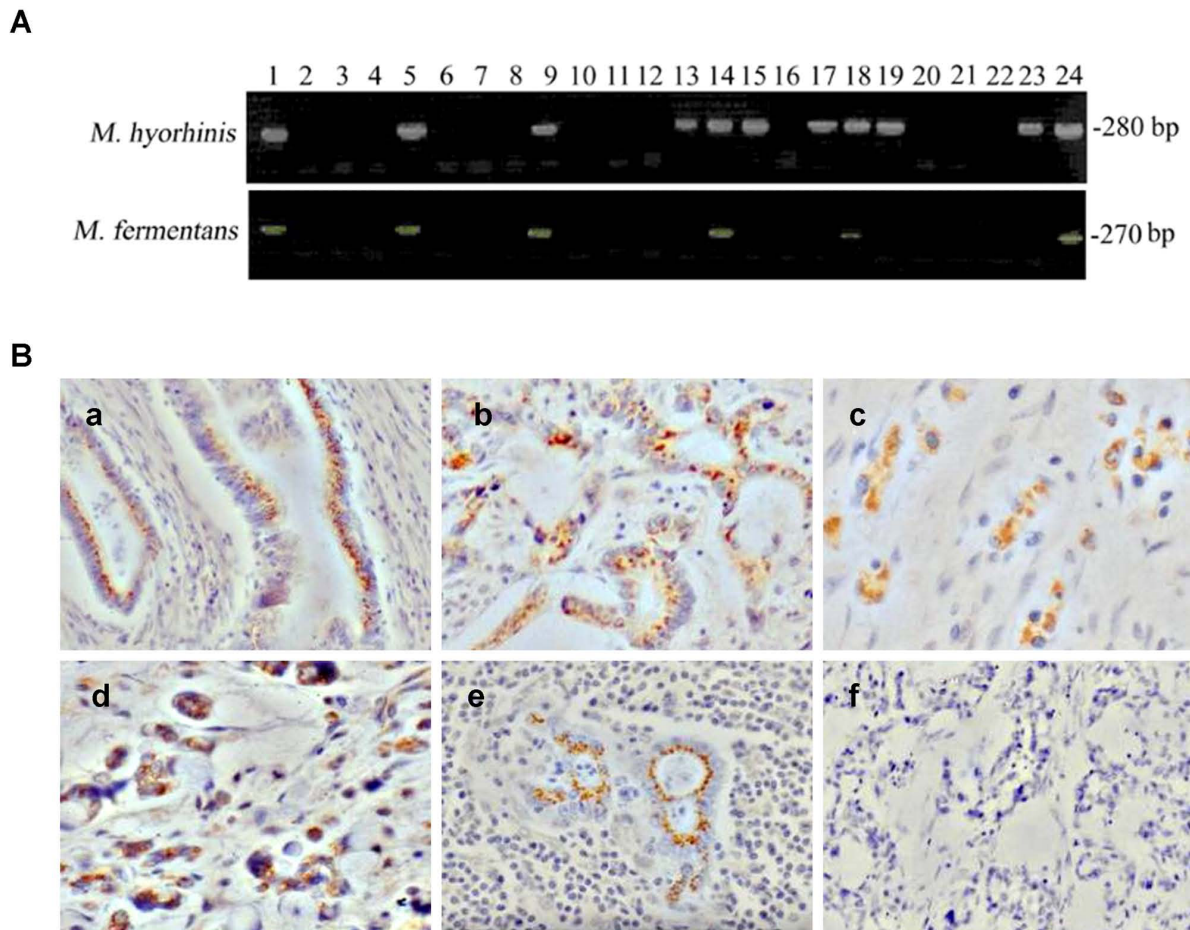 A
1 2 3 4 5 6 7 8 9 10 11 12 13 14 15 16 17 18 19 20 21 22 23 24
M. hyorhinis -280 bp
M. fermentans -270 bp
B
a b c
d e f